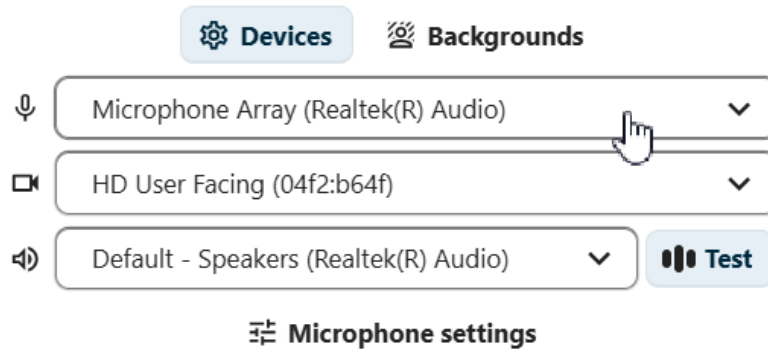 Devices Backgrounds
Microphone Array (Realtek(R) Audio)
HD User Facing (04f2:b64f)
Default - Speakers (Realtek(R) Audio) Test
Microphone settings